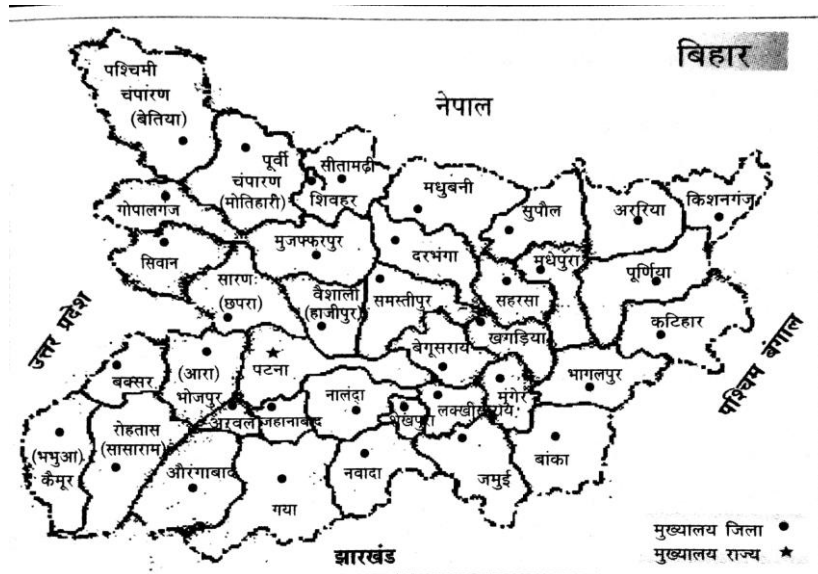 बिहार
नेपाल
पश्चिमी
चंपारण
(बेतिया)
पूर्वी
चंपारण
(मोतिहारी)
सीतामढ़ी
शिवहर
मधुबनी
सुपौल
अररिया
किशनगंज
गोपालगंज
मुजफ्फरपुर
दरभंगा
मधेपुरा
पूर्णिया
सिवान
सारण
(छपरा)
वैशाली
(हाजीपुर)
समस्तीपुर
सहरसा
कटिहार
उत्तर प्रदेश
पश्चिम बंगाल
बेगूसराय
खगड़िया
बक्सर
(आरा)
भोजपुर
पटना
नालंदा
लक्खीसराय
मुंगेर
भागलपुर
शेखपुरा
अरवल
जहानाबाद
रोहतास
(सासाराम)
(भभुआ)
कैमूर
औरंगाबाद
गया
नवादा
जमुई
बांका
झारखंड
मुख्यालय जिला
मुख्यालय राज्य